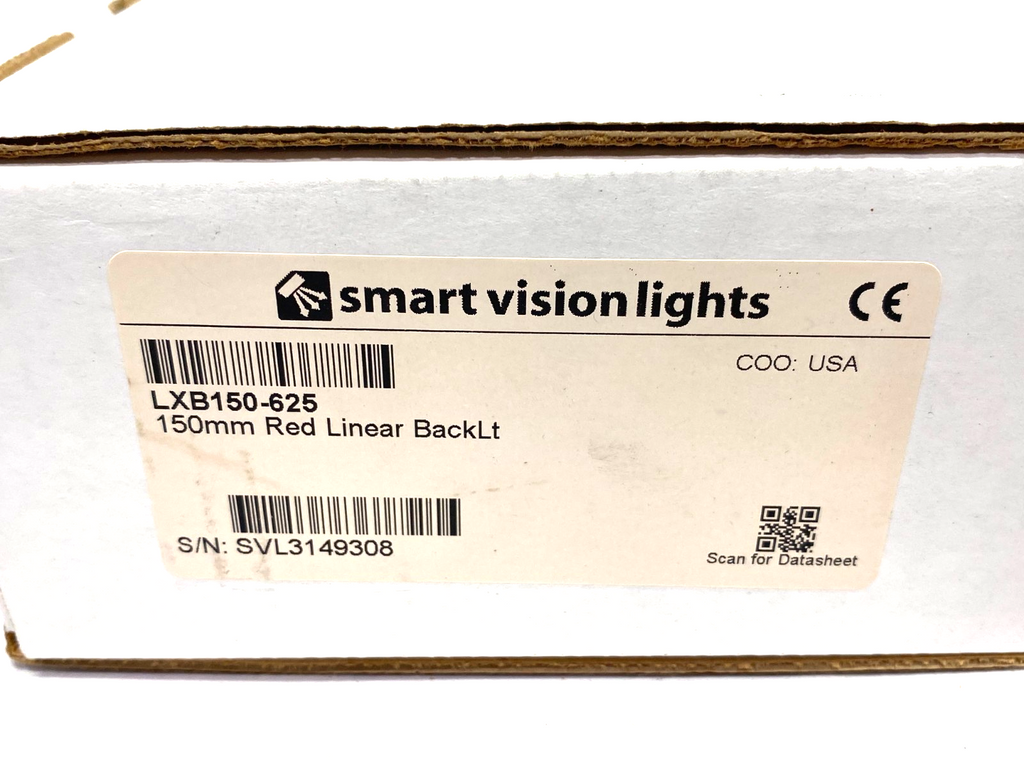 smart vision lights CE
COO: USA
LXB150-625
150mm Red Linear BackLt
S/N: SVL3149308
Scan for Datasheet